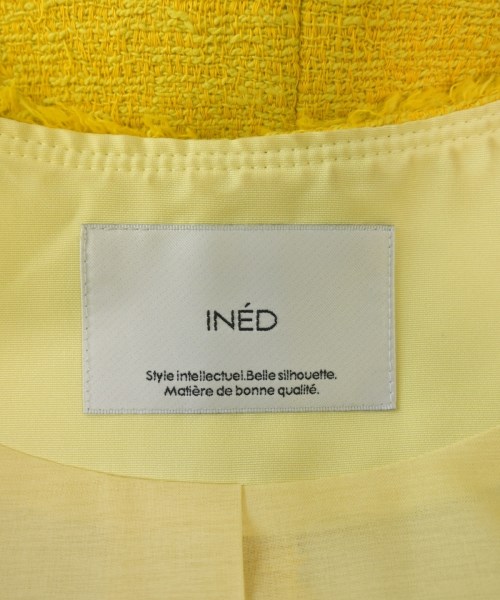 INÉD
Style intellectuel.Belle silhouette.
Matière de bonne qualité.